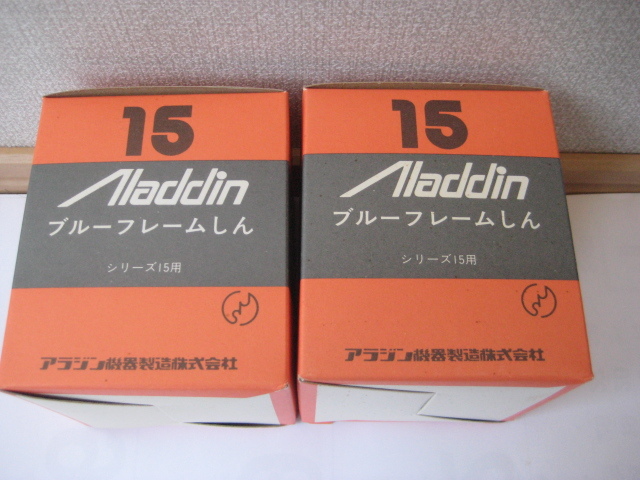 15
Aladdin
ブルーフレームしん
シリーズ15用
アラジン機器製造株式会社
15
Aladdin
ブルーフレームしん
シリーズ15用
アラジン機器製造株式会社